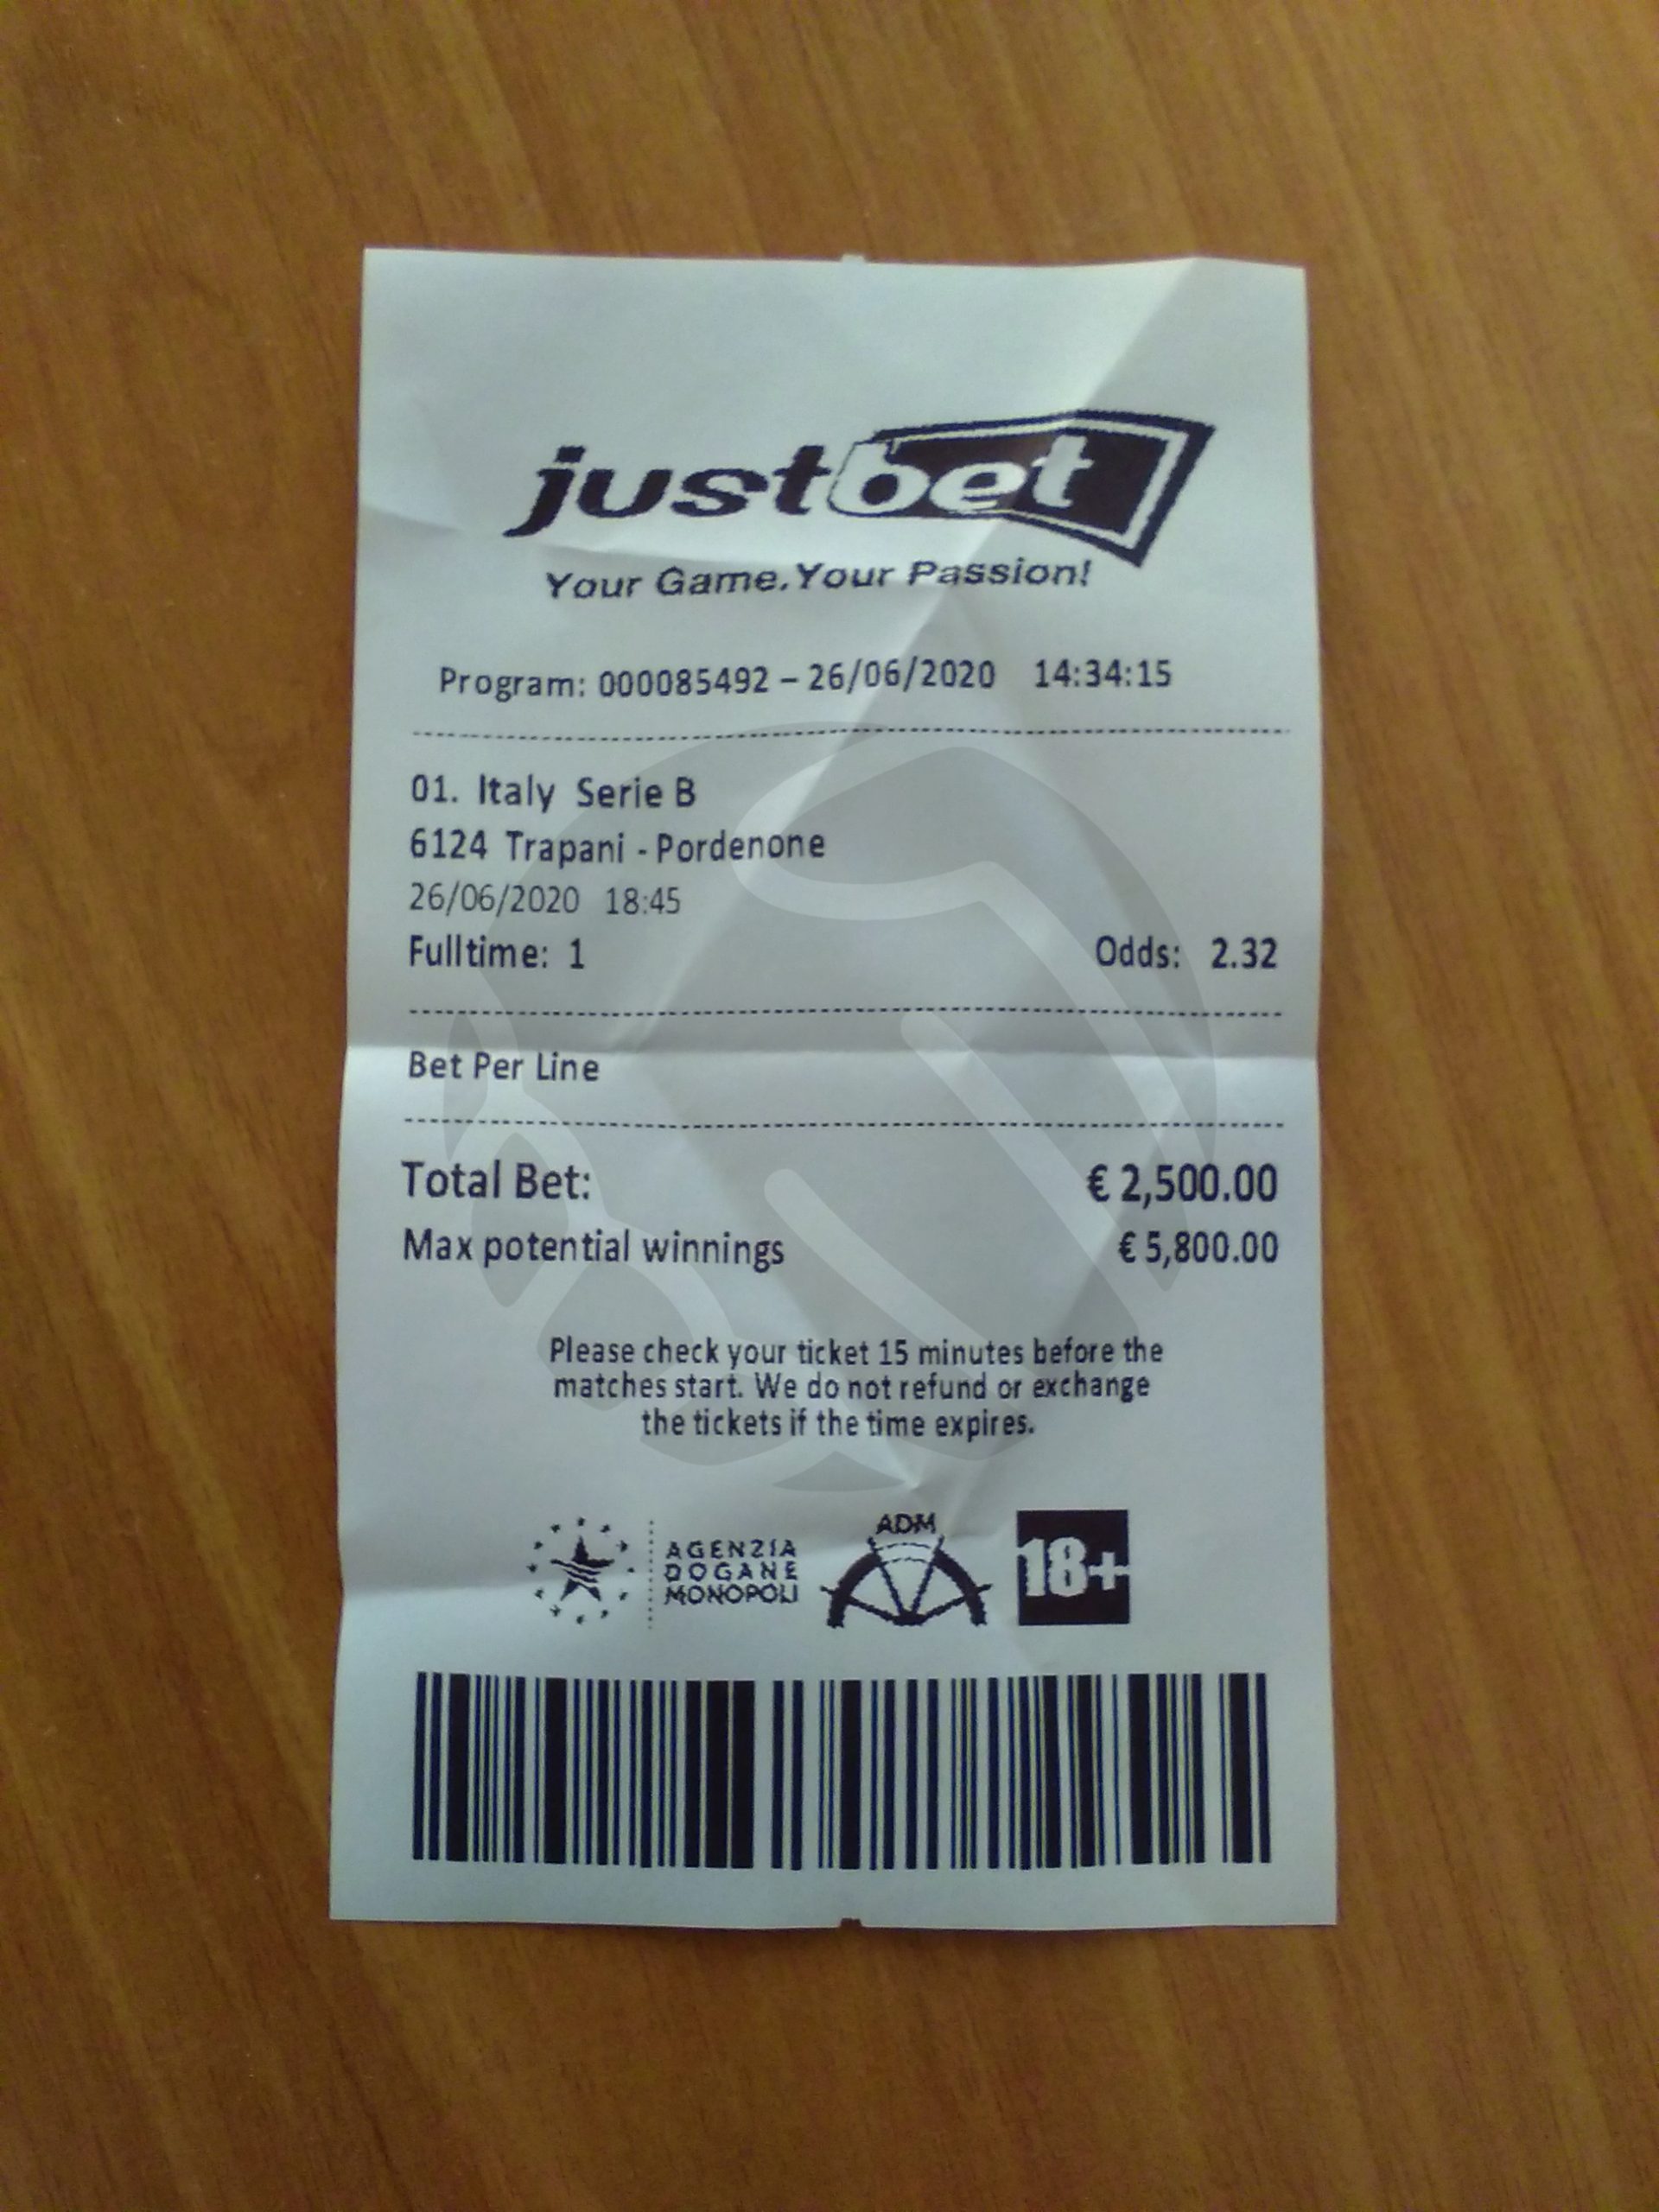 justbet
Your Game.Your Passion!
Program: 000085492 – 26/06/2020 14:34:15
01. Italy Serie B
6124 Trapani - Pordenone
26/06/2020 18:45
Fulltime: 1 Odds: 2.32
Bet Per Line
Total Bet: € 2,500.00
Max potential winnings € 5,800.00
Please check your ticket 15 minutes before the
matches start. We do not refund or exchange
the tickets if the time expires.
AGENZIA
DOGANE
MONOPOLI
ADM
18+